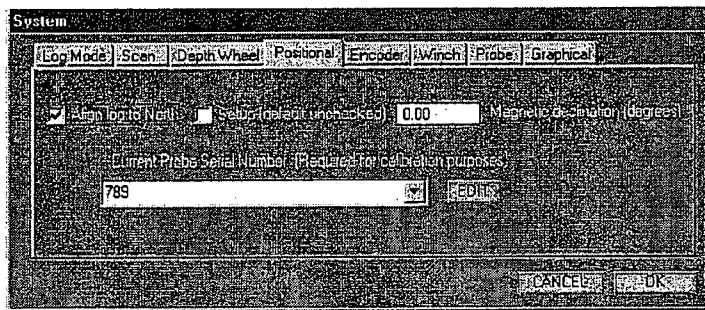 System
Log Mode Scan Depth Wheel Positional Encoder Winch Probe Graphical
Align log to North Setup (default unchecked) 0.00 Magnetic declination (degrees)
Current Probe Serial Number (Required for calibration purposes)
789 EDIT
CANCEL OK